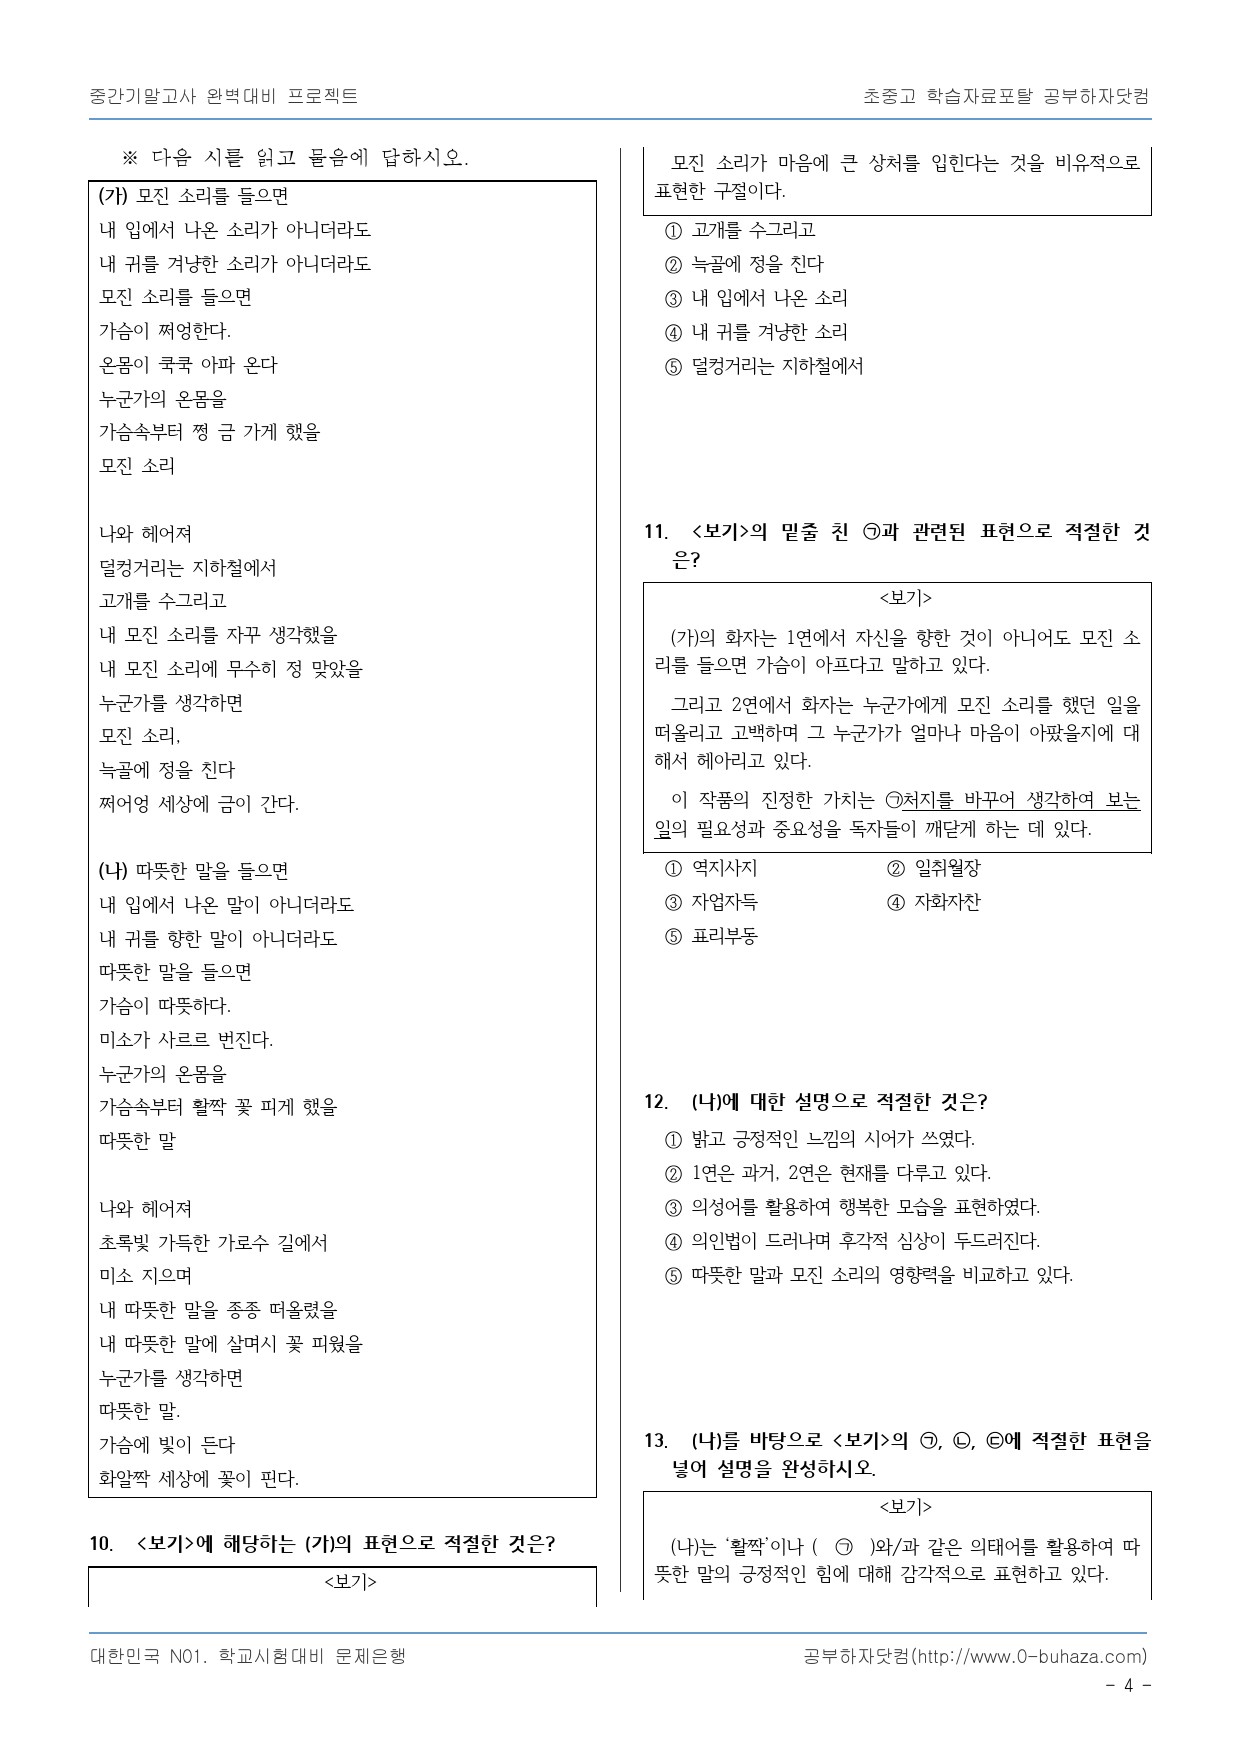 중간기말고사 완벽대비 프로젝트
초중고 학습자료포탈 공부하자닷컴
※ 다음 시를 읽고 물음에 답하시오.
(가) 모진 소리를 들으면
내 입에서 나온 소리가 아니더라도
내 귀를 겨냥한 소리가 아니더라도
모진 소리를 들으면
가슴이 쩌엉한다.
온몸이 쿡쿡 아파 온다
누군가의 온몸을
가슴속부터 쩡 금 가게 했을
모진 소리
나와 헤어져
덜컹거리는 지하철에서
고개를 수그리고
내 모진 소리를 자꾸 생각했을
내 모진 소리에 무수히 정 맞았을
누군가를 생각하면
모진 소리,
늑골에 정을 친다
쩌어엉 세상에 금이 간다.
(나) 따뜻한 말을 들으면
내 입에서 나온 말이 아니더라도
내 귀를 향한 말이 아니더라도
따뜻한 말을 들으면
가슴이 따뜻하다.
미소가 사르르 번진다.
누군가의 온몸을
가슴속부터 활짝 꽃 피게 했을
따뜻한 말
나와 헤어져
초록빛 가득한 가로수 길에서
미소 지으며
내 따뜻한 말을 종종 떠올렸을
내 따뜻한 말에 살며시 꽃 피웠을
누군가를 생각하면
따뜻한 말.
가슴에 빛이 든다
화알짝 세상에 꽃이 핀다.
10. <보기>에 해당하는 (가)의 표현으로 적절한 것은?
<보기>
모진 소리가 마음에 큰 상처를 입힌다는 것을 비유적으로
표현한 구절이다.
① 고개를 수그리고
② 늑골에 정을 친다
③ 내 입에서 나온 소리
④ 내 귀를 겨냥한 소리
⑤ 덜컹거리는 지하철에서
11. <보기>의 밑줄 친 ㉠과 관련된 표현으로 적절한 것
은?
<보기>
(가)의 화자는 1연에서 자신을 향한 것이 아니어도 모진 소
리를 들으면 가슴이 아프다고 말하고 있다.
그리고 2연에서 화자는 누군가에게 모진 소리를 했던 일을
떠올리고 고백하며 그 누군가가 얼마나 마음이 아팠을지에 대
해서 헤아리고 있다.
이 작품의 진정한 가치는 ㉠처지를 바꾸어 생각하여 보는
일의 필요성과 중요성을 독자들이 깨닫게 하는 데 있다.
① 역지사지 ② 일취월장
③ 자업자득 ④ 자화자찬
⑤ 표리부동
12. (나)에 대한 설명으로 적절한 것은?
① 밝고 긍정적인 느낌의 시어가 쓰였다.
② 1연은 과거, 2연은 현재를 다루고 있다.
③ 의성어를 활용하여 행복한 모습을 표현하였다.
④ 의인법이 드러나며 후각적 심상이 두드러진다.
⑤ 따뜻한 말과 모진 소리의 영향력을 비교하고 있다.
13. (나)를 바탕으로 <보기>의 ㉠, ㉡, ㉢에 적절한 표현을
넣어 설명을 완성하시오.
<보기>
(나)는 ‘활짝’이나 ( ㉠ )와/과 같은 의태어를 활용하여 따
뜻한 말의 긍정적인 힘에 대해 감각적으로 표현하고 있다.
대한민국 N01. 학교시험대비 문제은행
공부하자닷컴(http://www.0-buhaza.com)
- 4 -